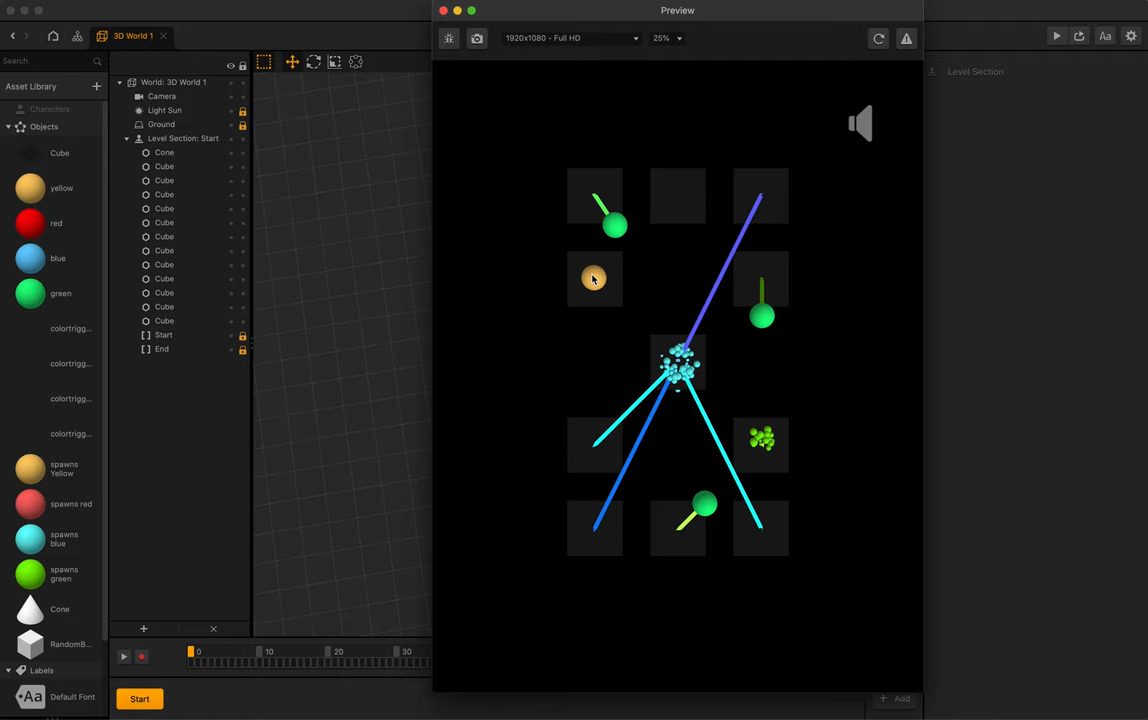 Preview
3D World 1
1920x1080 - Full HD
25%
Aa
Search
Asset Library
Characters
Objects
Cube
yellow
red
blue
green
colortrigg...
colortrigg...
colortrigg...
colortrigg...
spawns
Yellow
spawns red
spawns
blue
spawns
green
Cone
RandomB...
Labels
Aa
Default Font
World: 3D World 1
Camera
Light Sun
Ground
Level Section: Start
Cone
Cube
Cube
Cube
Cube
Cube
Cube
Cube
Cube
Cube
Cube
Cube
Cube
Start
End
0
10
20
30
Start
Level Section
Add